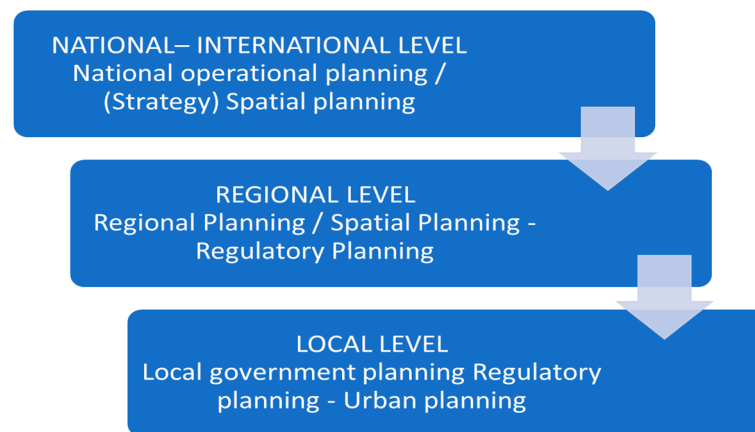 NATIONAL– INTERNATIONAL LEVEL
National operational planning /
(Strategy) Spatial planning
REGIONAL LEVEL
Regional Planning / Spatial Planning -
Regulatory Planning
LOCAL LEVEL
Local government planning Regulatory
planning - Urban planning